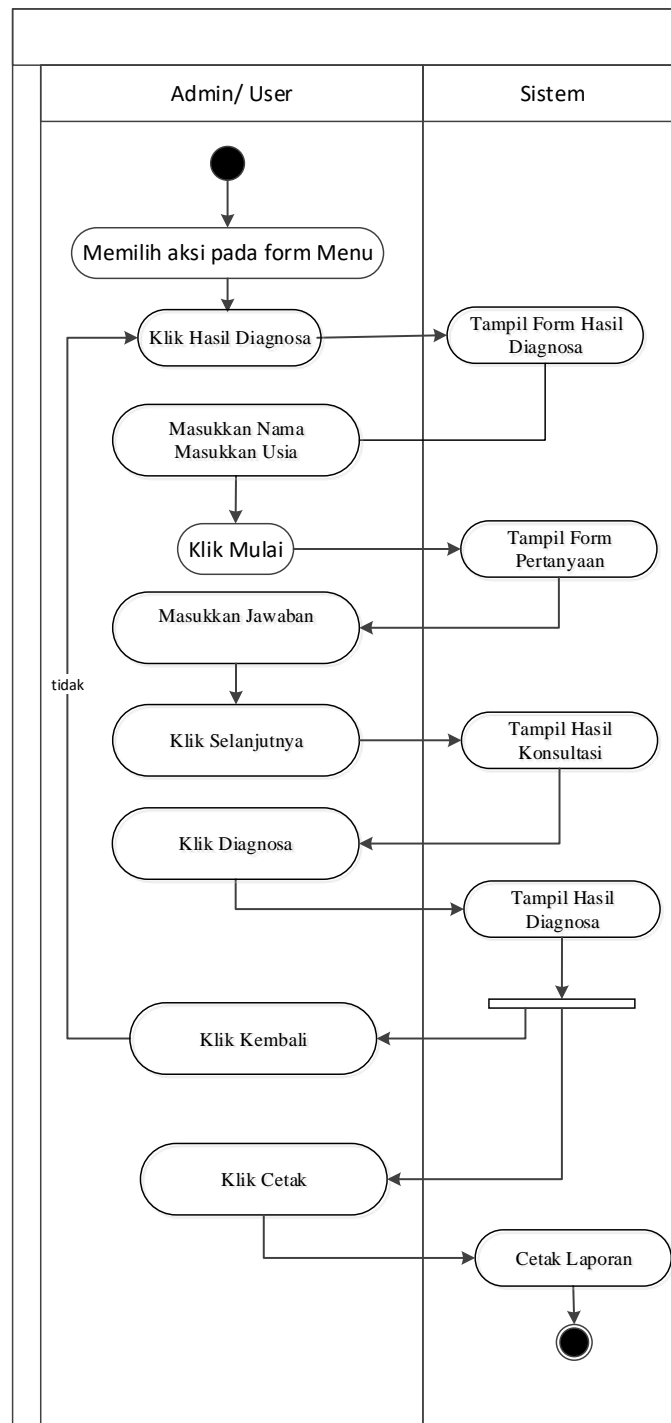 Admin/ User
Sistem
Memilih aksi pada form Menu
Klik Hasil Diagnosa
Tampil Form Hasil
Diagnosa
Masukkan Nama
Masukkan Usia
Klik Mulai
Tampil Form
Pertanyaan
Masukkan Jawaban
tidak
Klik Selanjutnya
Tampil Hasil
Konsultasi
Klik Diagnosa
Tampil Hasil
Diagnosa
Klik Kembali
Klik Cetak
Cetak Laporan